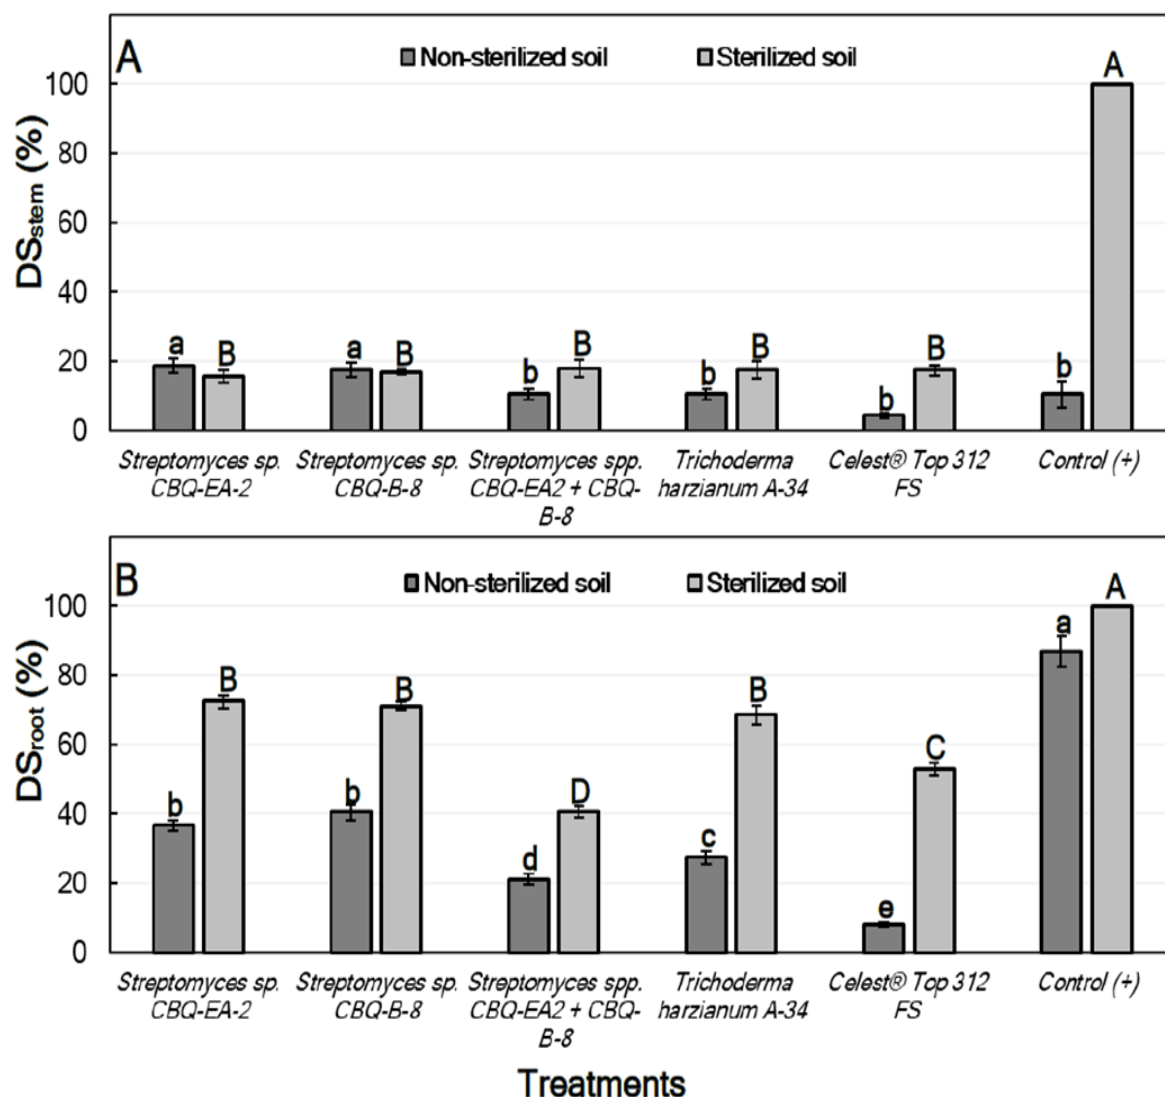 A
Non-sterilized soil Sterilized soil
A
100
80
60
40
20
0
DSstem (%)
a B a B b B b B b B b
Streptomyces sp. CBQ-EA-2
Streptomyces sp. CBQ-B-8
Streptomyces spp. CBQ-EA2 + CBQ-B-8
Trichoderma harzianum A-34
Celest® Top 312 FS
Control (+)
B
Non-sterilized soil Sterilized soil
100
80
60
40
20
0
DSroot (%)
b B b B d D c B e C a A
Streptomyces sp. CBQ-EA-2
Streptomyces sp. CBQ-B-8
Streptomyces spp. CBQ-EA2 + CBQ-B-8
Trichoderma harzianum A-34
Celest® Top 312 FS
Control (+)
Treatments